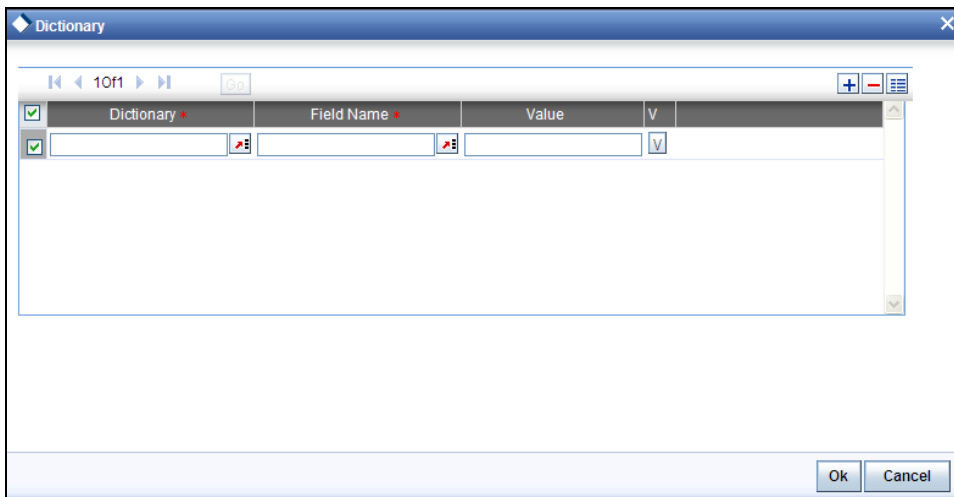 Dictionary
1Of1 Go
Dictionary * Field Name * Value V
V
Ok Cancel